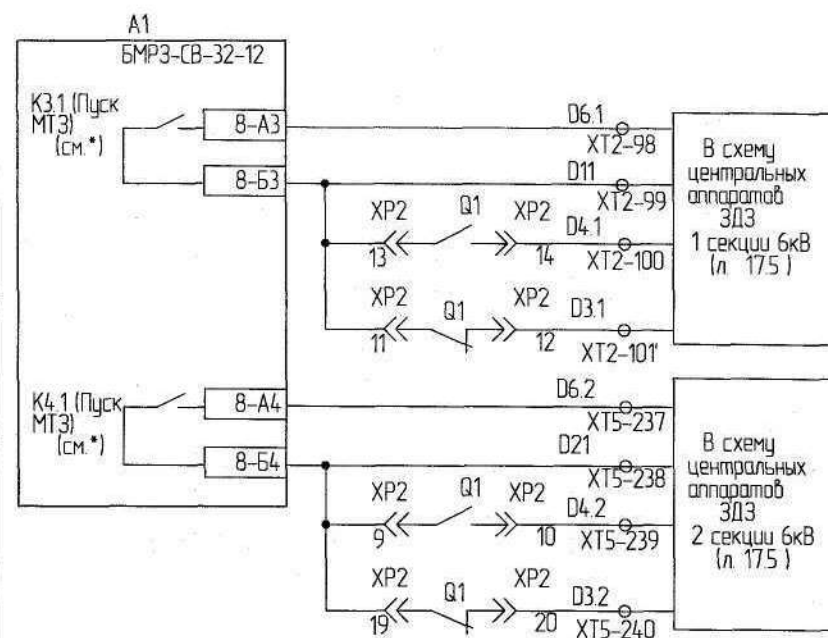 A1
БМРЗ-СВ-32-12
К3.1 (Пуск
МТЗ)
(см.*)
8-А3
8-Б3
D6.1
ХТ2-98
D11
ХТ2-99
ХР2
Q1
ХР2
D4.1
13
14
ХТ2-100
ХР2
Q1
ХР2
D3.1
11
12
ХТ2-101'
В схему
центральных
аппаратов
ЗДЗ
1 секции 6кВ
(л. 17.5 )
К4.1 (Пуск
МТЗ)
(см.*)
8-А4
8-Б4
D6.2
ХТ5-237
D21
ХТ5-238
ХР2
Q1
ХР2
D4.2
9
10
ХТ5-239
ХР2
Q1
ХР2
D3.2
19
20
ХТ5-240
В схему
центральных
аппаратов
ЗДЗ
2 секции 6кВ
(л. 17.5 )